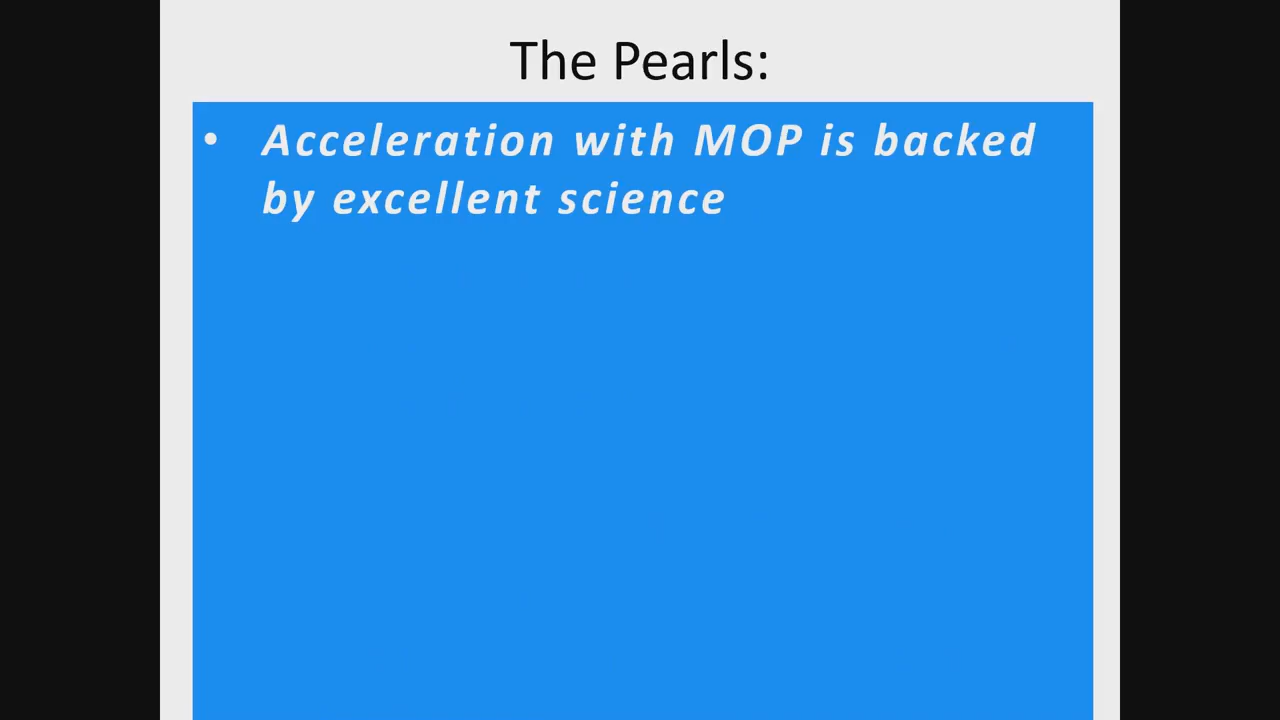 The Pearls:
• Acceleration with MOP is backed
by excellent science